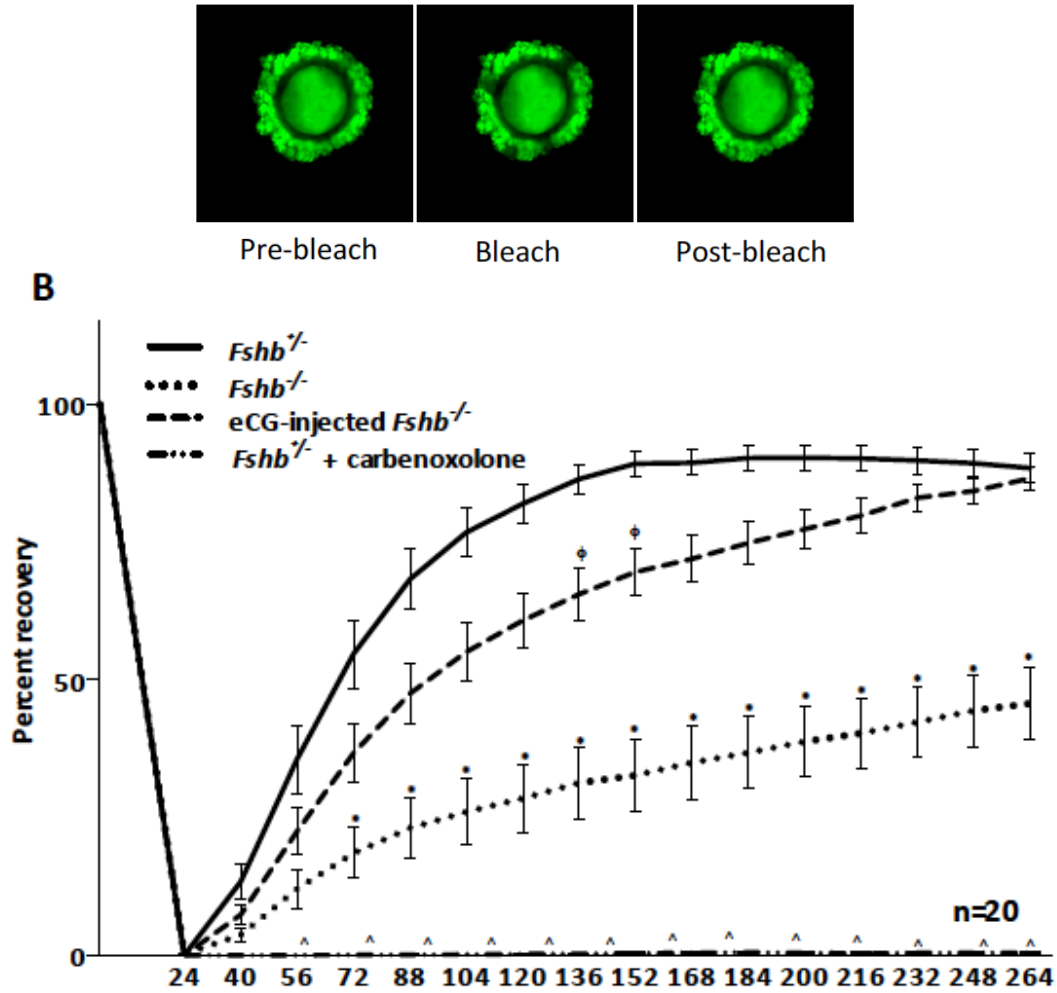 Pre-bleach Bleach Post-bleach
B
Fshb+/-
Fshb-/-
eCG-injected Fshb-/-
Fshb+/- + carbenoxolone
100
50
0
Percent recovery
ϕ ϕ
* * * * * * * * * * * * *
n=20
^ ^ ^ ^ ^ ^ ^ ^ ^ ^ ^ ^ ^
24 40 56 72 88 104 120 136 152 168 184 200 216 232 248 264